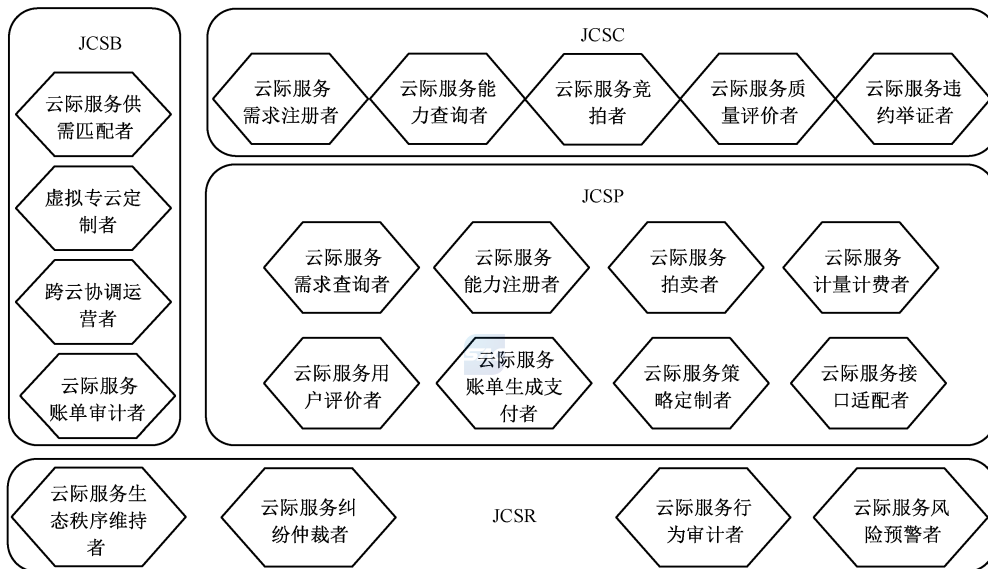 JCSB
云际服务供
需匹配者
虚拟专云定
制者
跨云协调运
营者
云际服务
账单审计者
JCSC
云际服务
需求注册者
云际服务能
力查询者
云际服务竞
拍者
云际服务质
量评价者
云际服务违
约举证者
JCSP
云际服务
需求查询者
云际服务
能力注册者
云际服务
拍卖者
云际服务
计量计费者
云际服务用
户评价者
云际服务
账单生成支
付者
云际服务策
略定制者
云际服务接
口适配者
云际服务生
态秩序维持
者
云际服务纠
纷仲裁者
JCSR
云际服务行
为审计者
云际服务风
险预警者